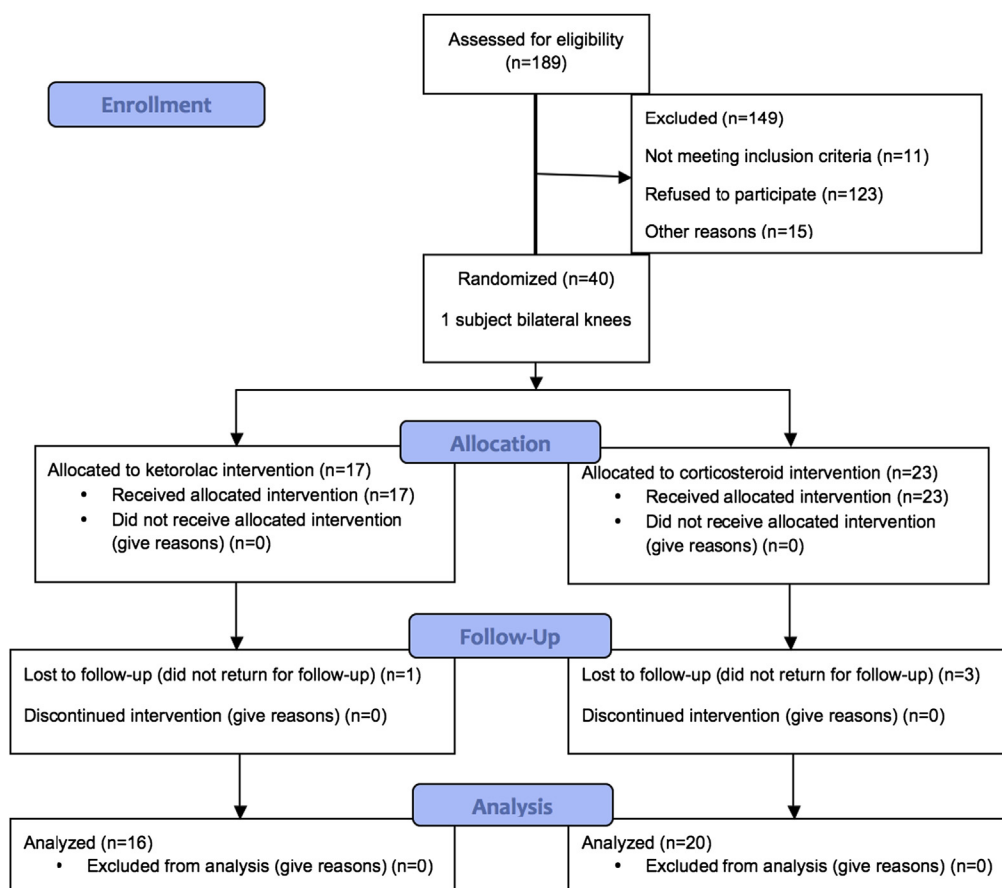 Assessed for eligibility
(n=189)
Enrollment
Excluded (n=149)
Not meeting inclusion criteria (n=11)
Refused to participate (n=123)
Other reasons (n=15)
Randomized (n=40)
1 subject bilateral knees
Allocation
Allocated to ketorolac intervention (n=17)
• Received allocated intervention (n=17)
• Did not receive allocated intervention
(give reasons) (n=0)
Allocated to corticosteroid intervention (n=23)
• Received allocated intervention (n=23)
• Did not receive allocated intervention
(give reasons) (n=0)
Follow-Up
Lost to follow-up (did not return for follow-up) (n=1)
Discontinued intervention (give reasons) (n=0)
Lost to follow-up (did not return for follow-up) (n=3)
Discontinued intervention (give reasons) (n=0)
Analysis
Analyzed (n=16)
• Excluded from analysis (give reasons) (n=0)
Analyzed (n=20)
• Excluded from analysis (give reasons) (n=0)